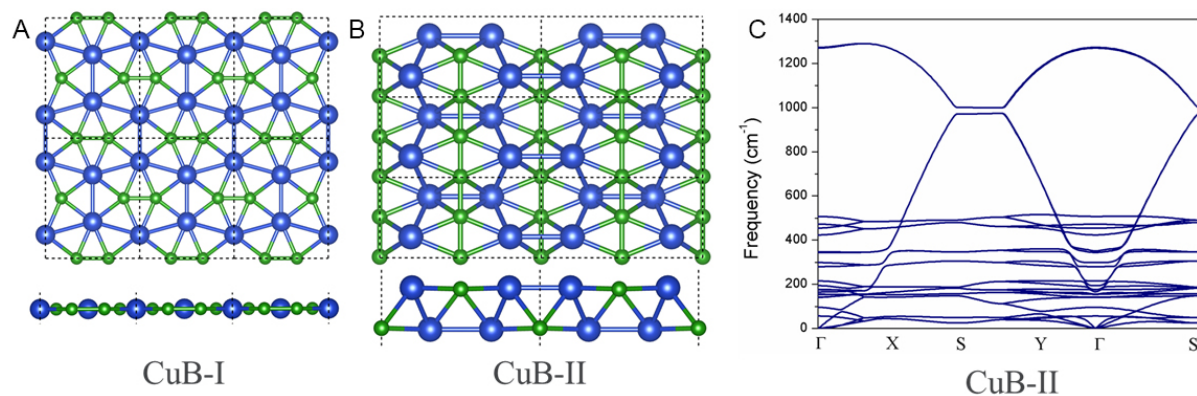 A
B
C
1400
1200
1000
800
600
400
200
0
Frequency (cm⁻¹)
Γ X S Y Γ S
CuB-I
CuB-II
CuB-II